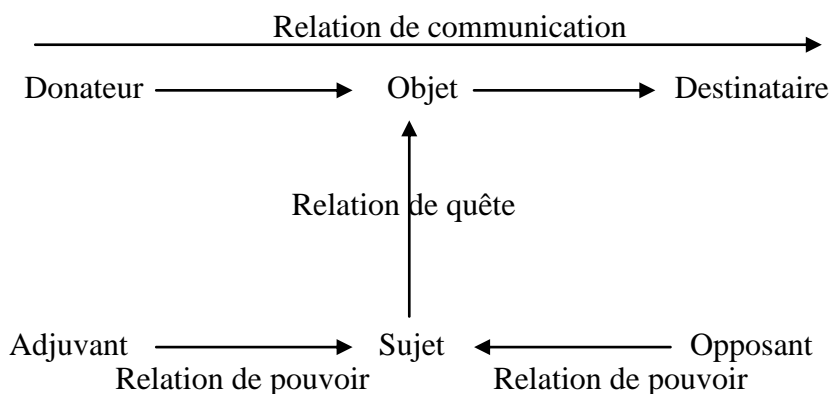 Relation de communication
Donateur Objet Destinataire
Relation de quête
Adjuvant Sujet Opposant
Relation de pouvoir Relation de pouvoir